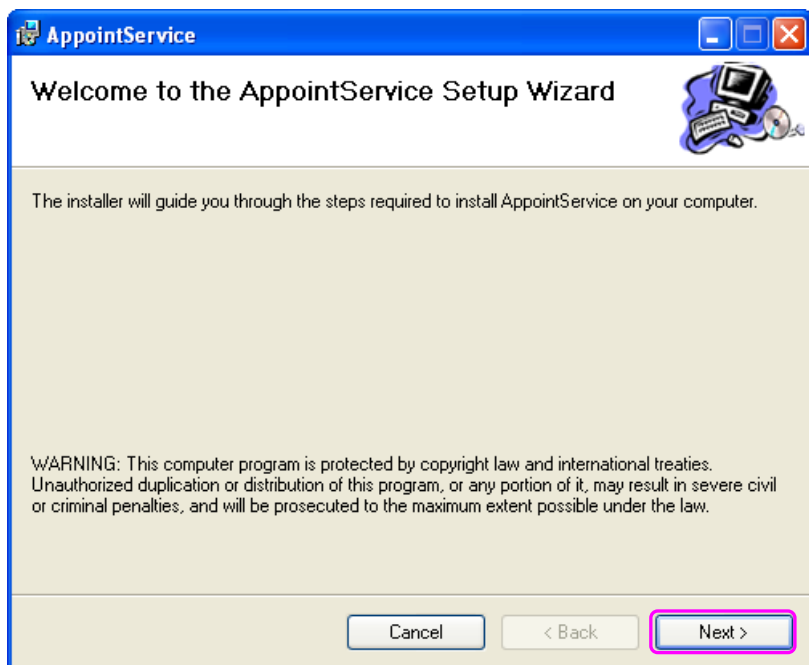 AppointService
Welcome to the AppointService Setup Wizard
The installer will guide you through the steps required to install AppointService on your computer.
WARNING: This computer program is protected by copyright law and international treaties.
Unauthorized duplication or distribution of this program, or any portion of it, may result in severe civil
or criminal penalties, and will be prosecuted to the maximum extent possible under the law.
Cancel
< Back
Next >